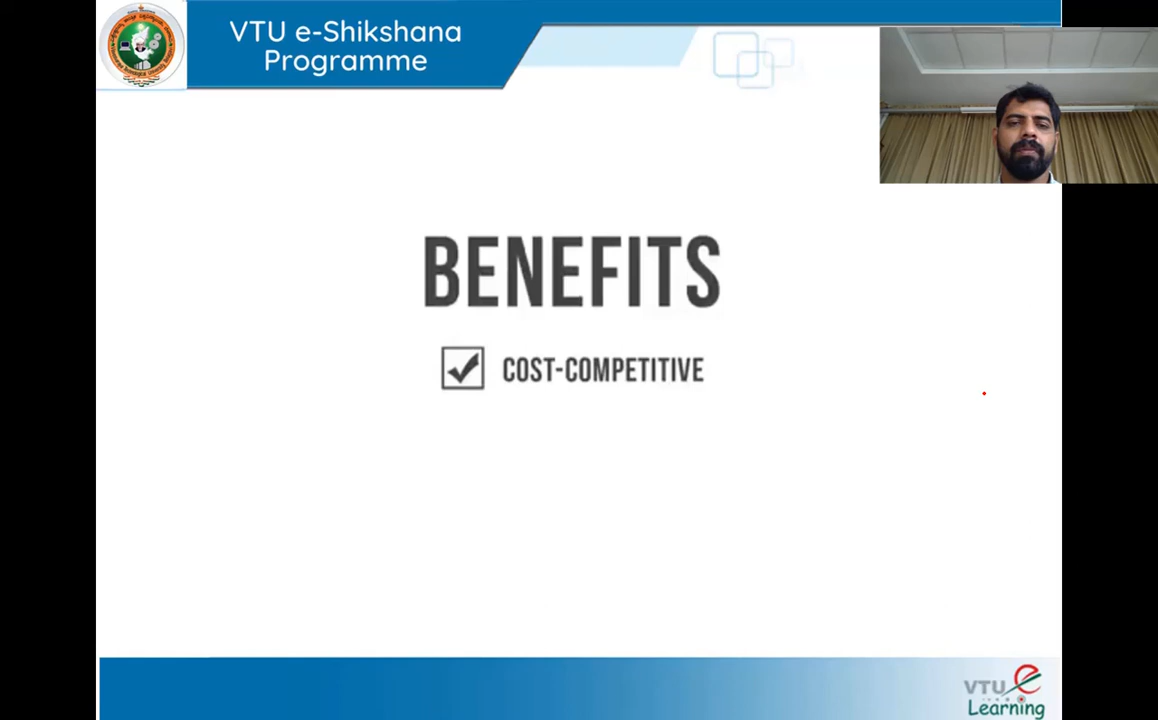 VTU e-Shikshana
Programme
BENEFITS
COST-COMPETITIVE
VTU e
Learning